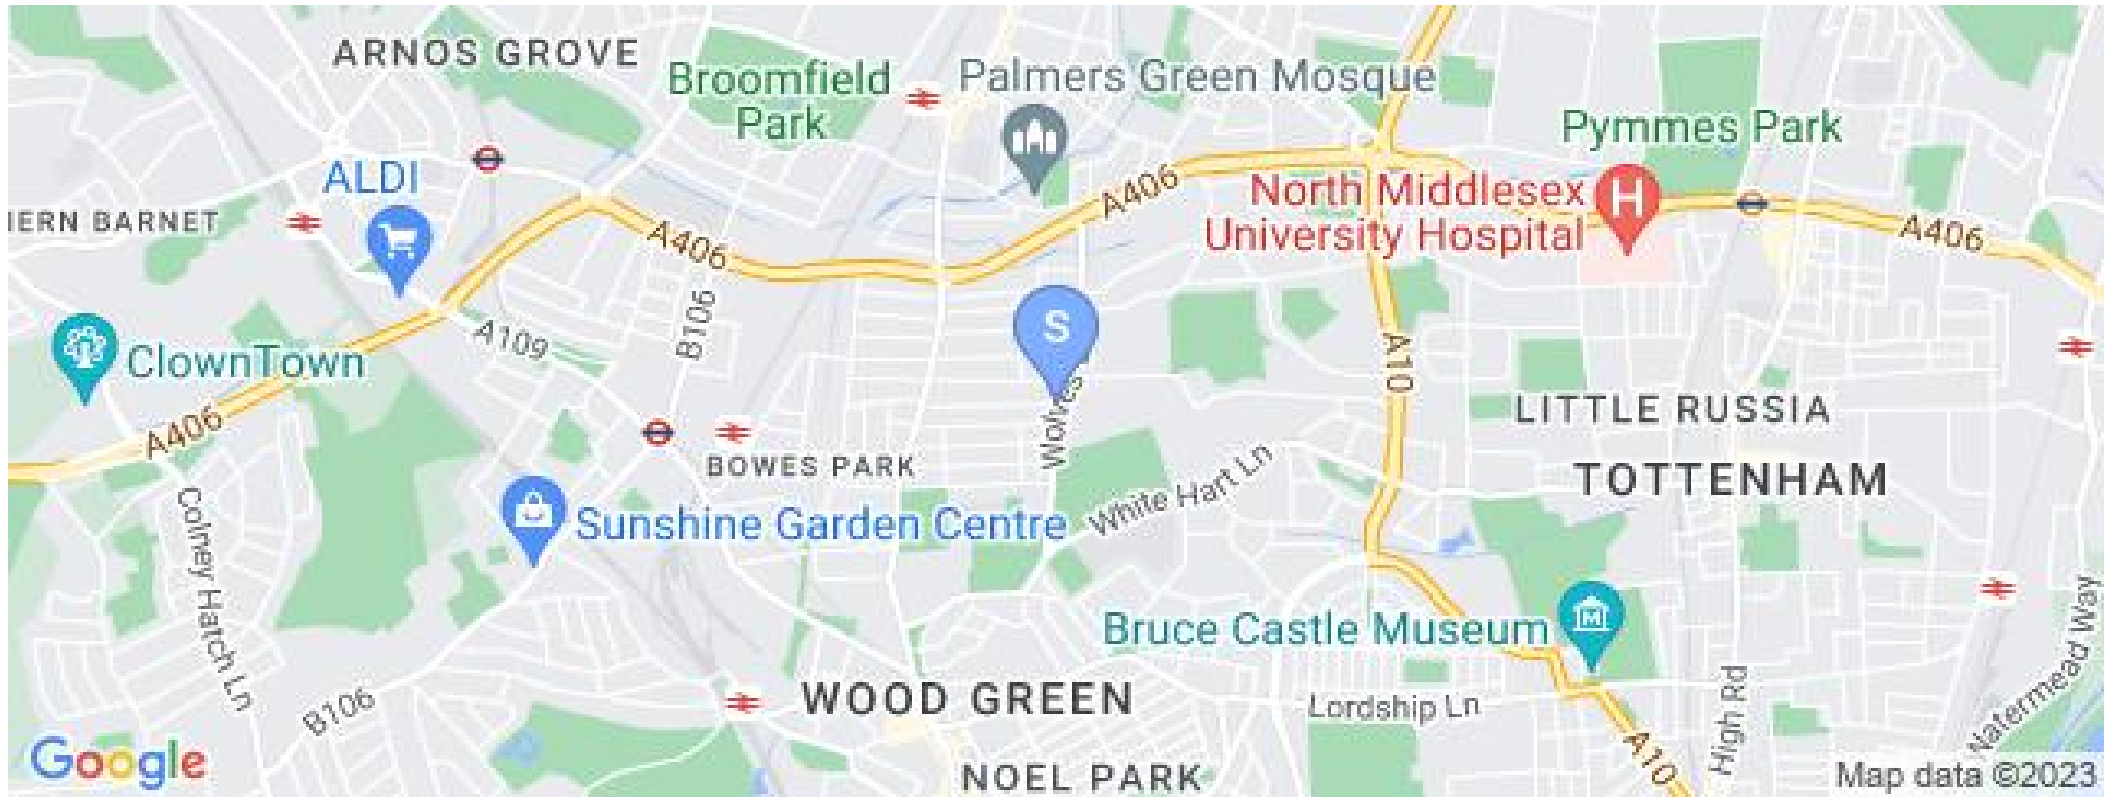 ARNOS GROVE
Broomfield
Park
Palmers Green Mosque
Pymmes Park
ALDI
A406
North Middlesex
University Hospital
H
HERN BARNET
A406
A406
B106
A109
S
A10
ClownTown
A406
LITTLE RUSSIA
Wolves
BOWES PARK
TOTTENHAM
White Hart Ln
Coney Hatch Ln
Sunshine Garden Centre
M
Bruce Castle Museum
Watermead Way
WOOD GREEN
Lordship Ln
High Rd
B106
A10
Google
NOEL PARK
Map data ©2023